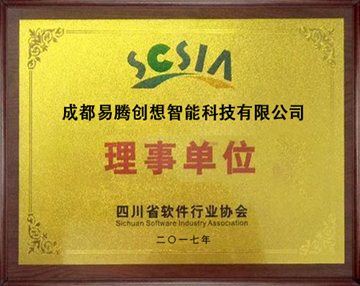 SCSIA
成都易腾创想智能科技有限公司
理事单位
四川省软件行业协会
Sichuan Software Industry Association
二〇一七年